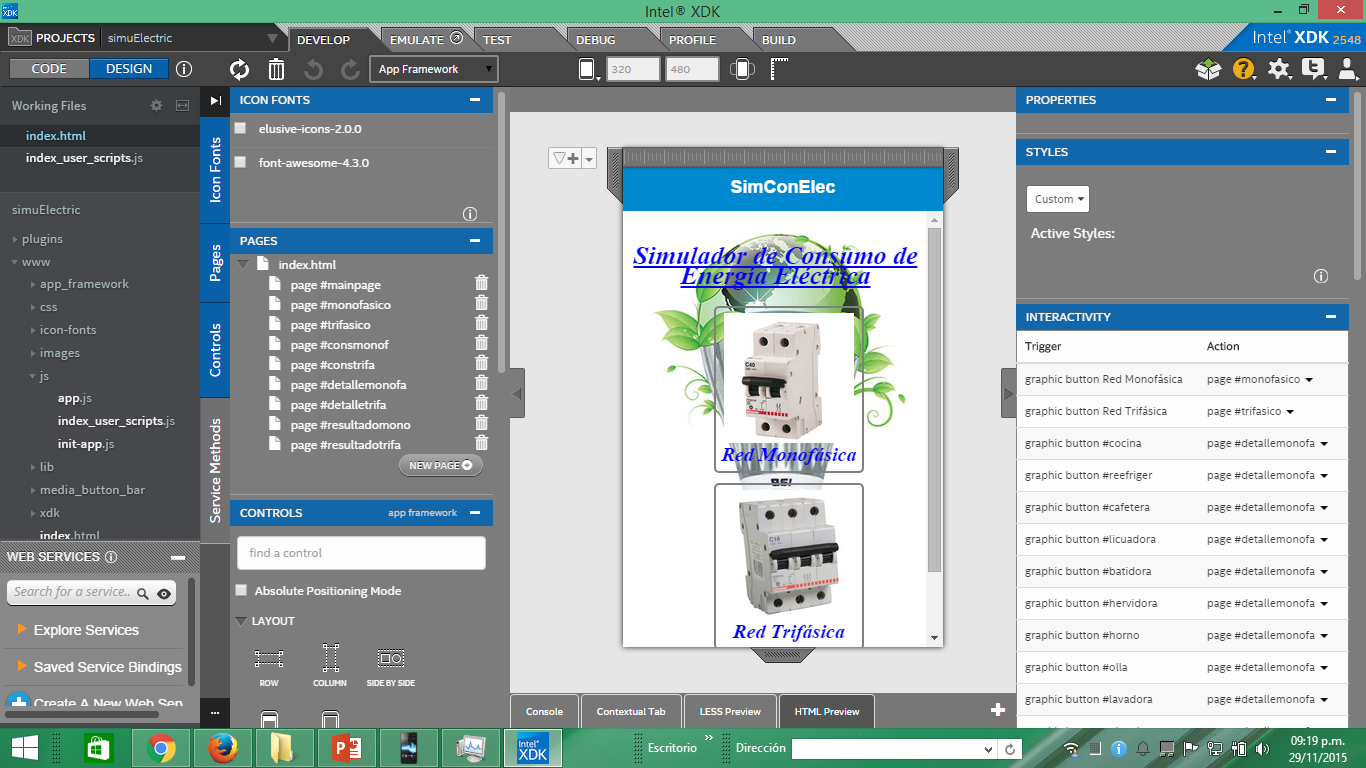 Intel® XDK
XDK PROJECTS simuElectric
DEVELOP EMULATE TEST DEBUG PROFILE BUILD
Intel® XDK 2548
CODE DESIGN
App Framework
320 480
Working Files
index.html
index_user_scripts.js
simuElectric
plugins
www
app_framework
css
icon-fonts
images
js
app.js
index_user_scripts.js
init-app.js
lib
media_button_bar
xdk
index.html
WEB SERVICES
Search for a service..
Explore Services
Saved Service Bindings
Create A New Web Ser
Icon Fonts
Pages
Controls
Service Methods
...
ICON FONTS
elusive-icons-2.0.0
font-awesome-4.3.0
PAGES
index.html
page #mainpage
page #monofasico
page #trifasico
page #consmonof
page #constrifa
page #detallemonofa
page #detalletrifa
page #resultadomono
page #resultadotrifa
NEW PAGE
CONTROLS app framework
find a control
Absolute Positioning Mode
LAYOUT
ROW COLUMN SIDE BY SIDE
SimConElec
Simulador de Consumo de
Energía Eléctrica
C40
Red Monofásica
C16
Red Trifásica
Console Contextual Tab LESS Preview HTML Preview
PROPERTIES
STYLES
Custom
Active Styles:
INTERACTIVITY
Trigger Action
graphic button Red Monofásica page #monofasico
graphic button Red Trifásica page #trifasico
graphic button #cocina page #detallemonofa
graphic button #reefriger page #detallemonofa
graphic button #cafetera page #detallemonofa
graphic button #licuadora page #detallemonofa
graphic button #batidora page #detallemonofa
graphic button #hervidora page #detallemonofa
graphic button #horno page #detallemonofa
graphic button #olla page #detallemonofa
graphic button #lavadora page #detallemonofa
Intel XDK
Escritorio
Dirección
09:19 p.m.
29/11/2015